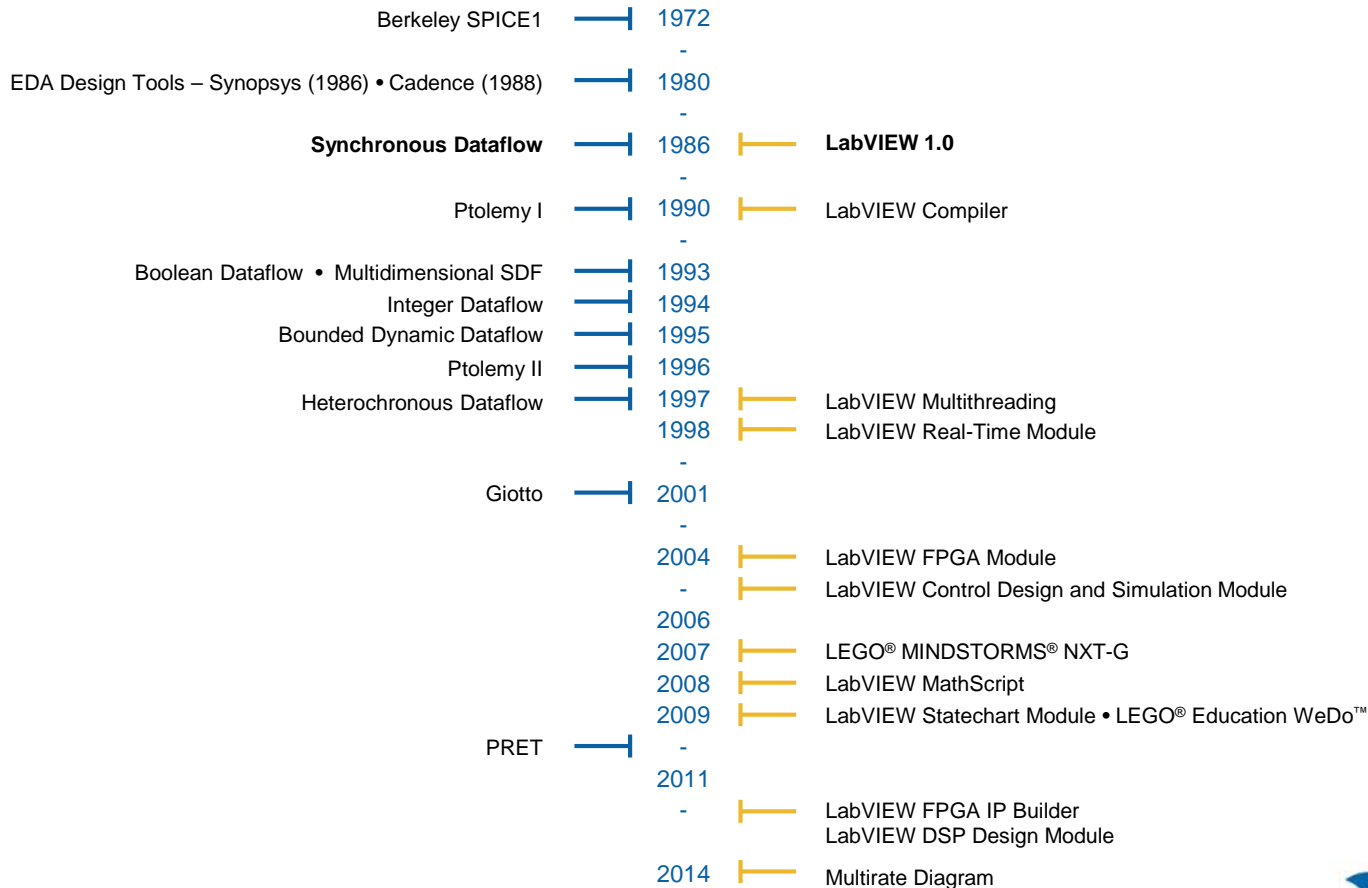 Berkeley SPICE1 1972
-
EDA Design Tools – Synopsys (1986) • Cadence (1988) 1980
-
Synchronous Dataflow 1986 LabVIEW 1.0
-
Ptolemy I 1990 LabVIEW Compiler
-
Boolean Dataflow • Multidimensional SDF 1993
Integer Dataflow 1994
Bounded Dynamic Dataflow 1995
Ptolemy II 1996
Heterochronous Dataflow 1997 LabVIEW Multithreading
1998 LabVIEW Real-Time Module
-
Giotto 2001
-
2004 LabVIEW FPGA Module
- LabVIEW Control Design and Simulation Module
2006
2007 LEGO® MINDSTORMS® NXT-G
2008 LabVIEW MathScript
2009 LabVIEW Statechart Module • LEGO® Education WeDo™
PRET -
2011
- LabVIEW FPGA IP Builder
LabVIEW DSP Design Module
2014 Multirate Diagram